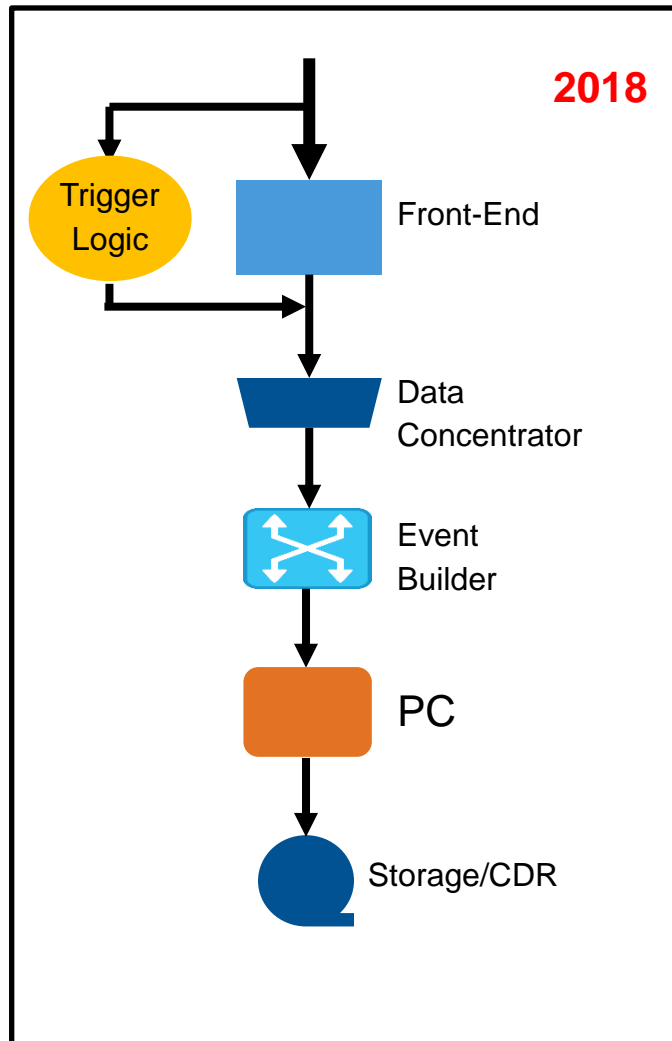 2018
Trigger
Logic
Front-End
Data
Concentrator
Event
Builder
PC
Storage/CDR